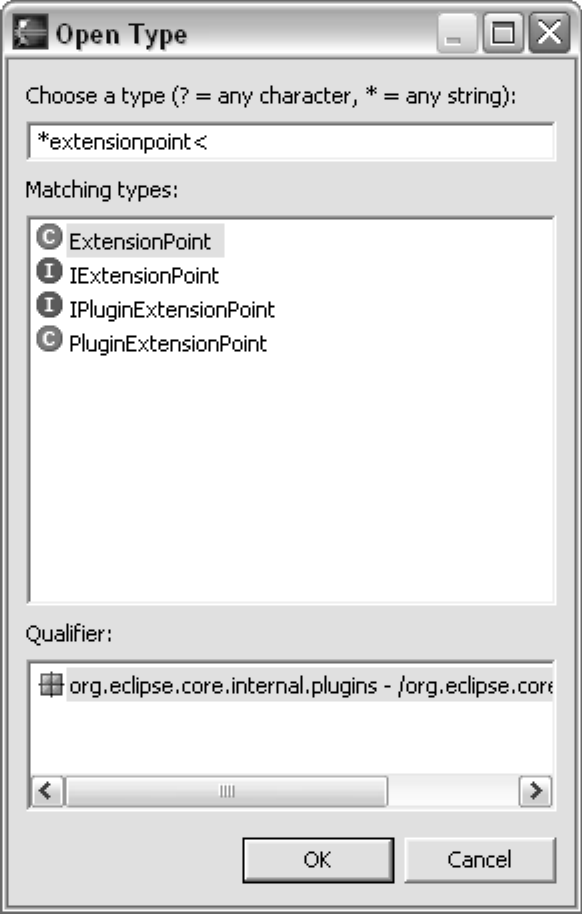 Open Type
Choose a type (? = any character, * = any string):
*extensionpoint<
Matching types:
C ExtensionPoint
I IExtensionPoint
I IPluginExtensionPoint
C PluginExtensionPoint
Qualifier:
org.eclipse.core.internal.plugins - /org.eclipse.core
OK Cancel